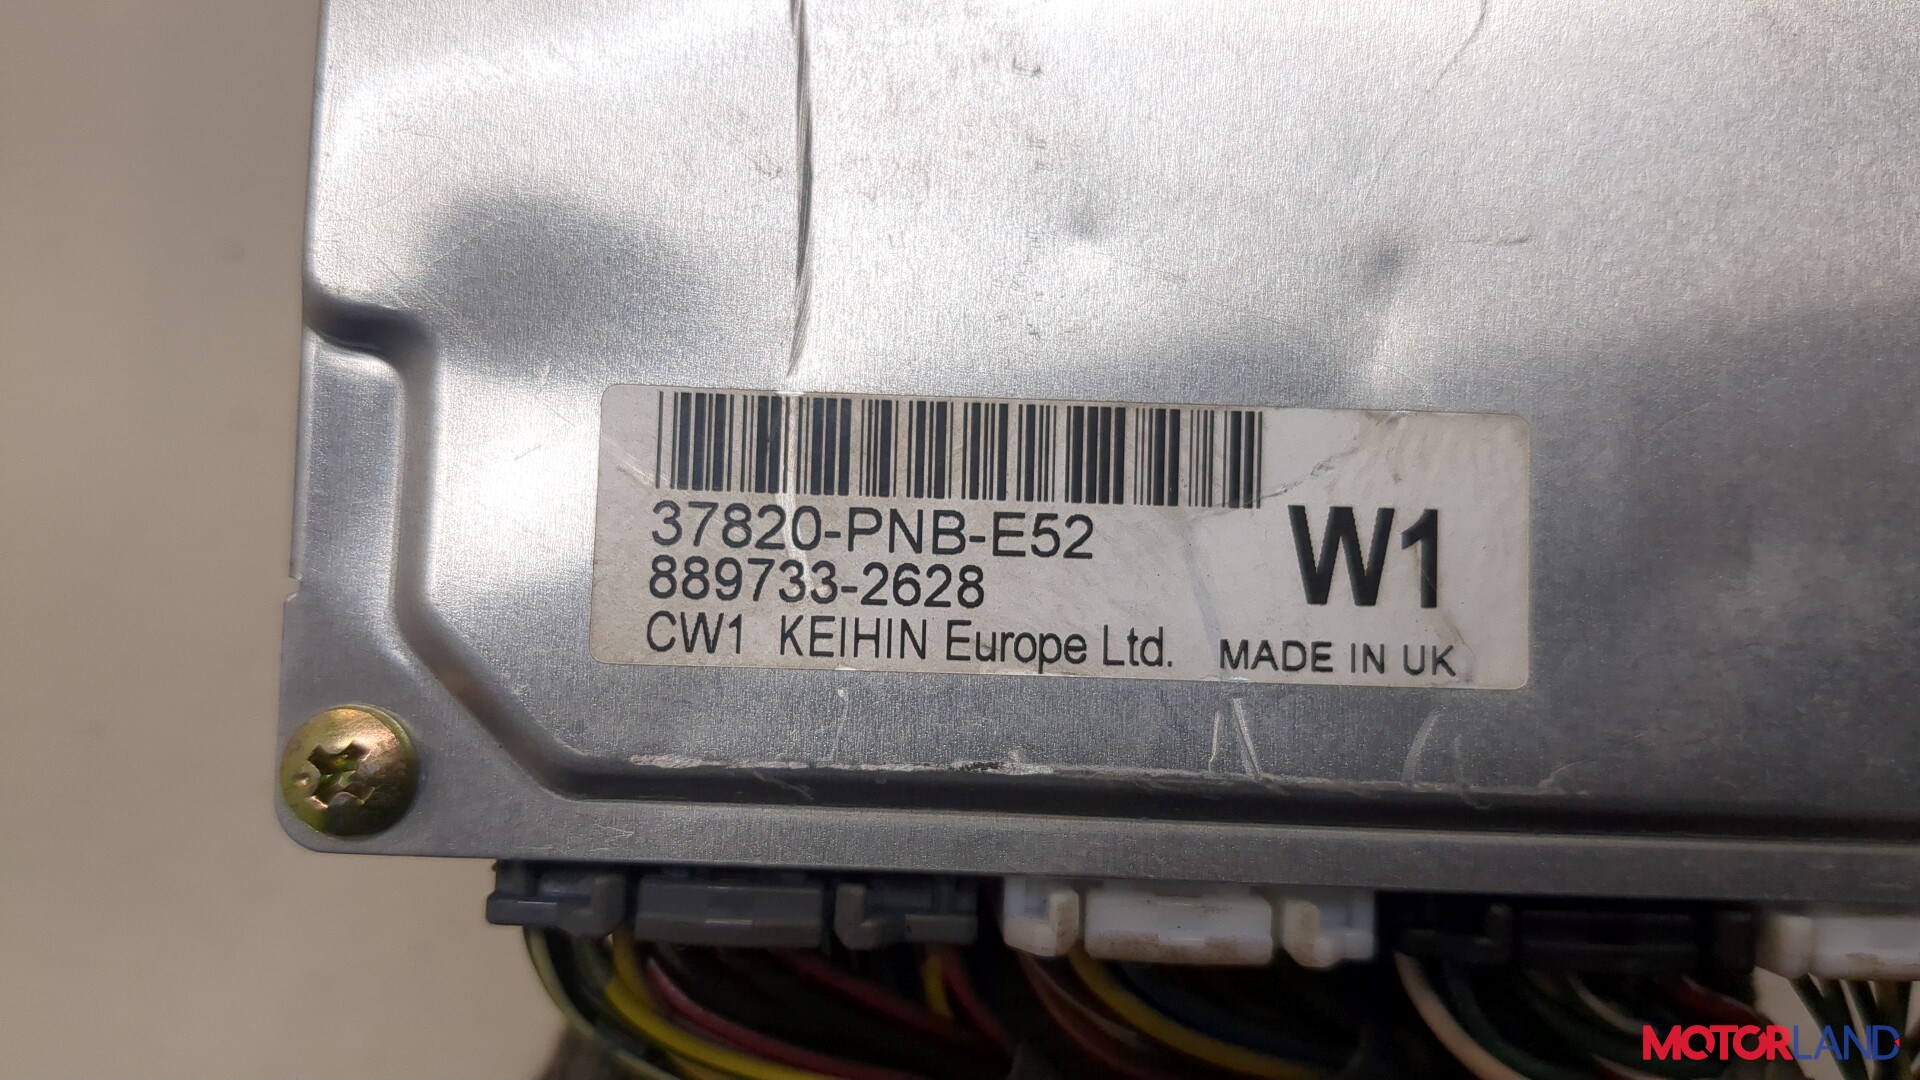 37820-PNB-E52
889733-2628
CW1 KEIHIN Europe Ltd.
W1
MADE IN UK
MOTORLAND